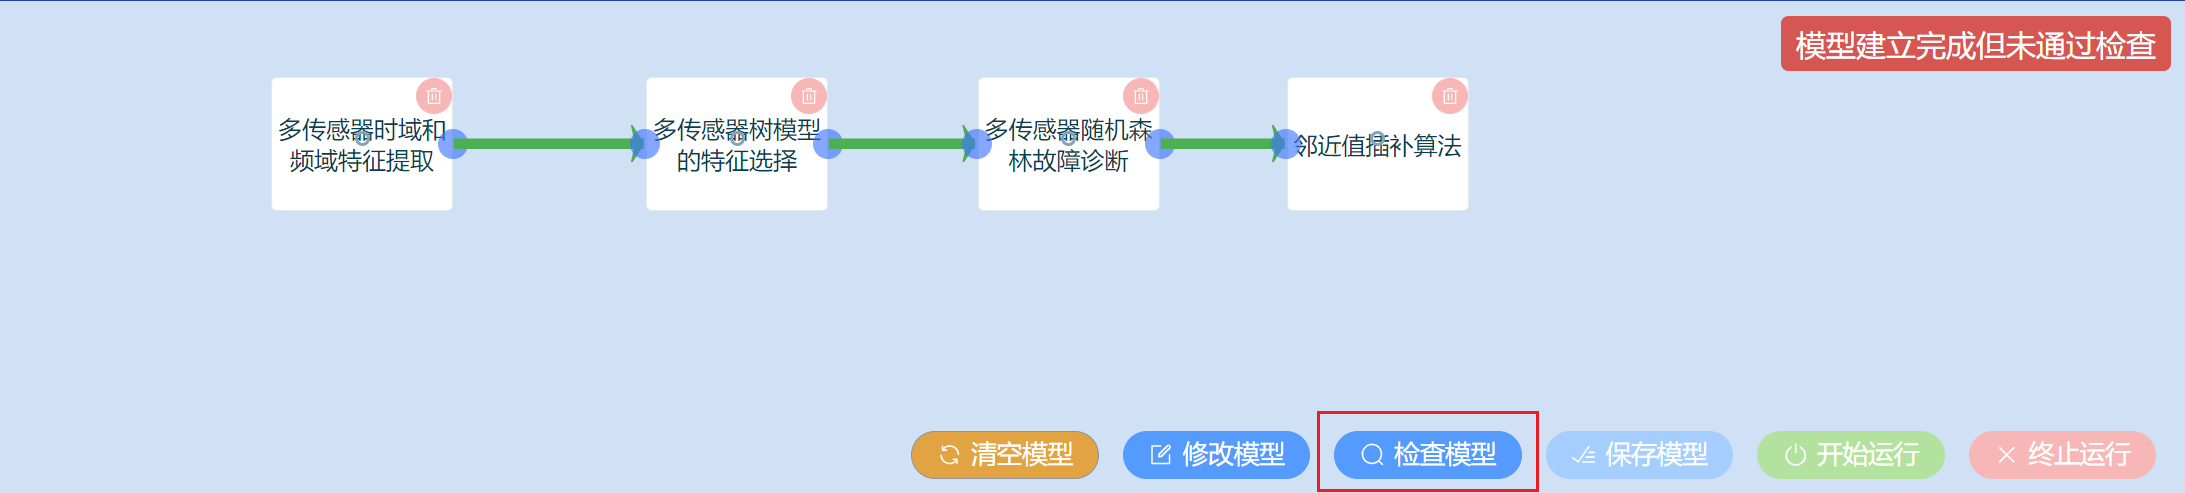 模型建立完成但未通过检查
多传感器时域和
频域特征提取
多传感器树模型
的特征选择
多传感器随机森
林故障诊断
邻近值插补算法
清空模型
修改模型
检查模型
保存模型
开始运行
终止运行